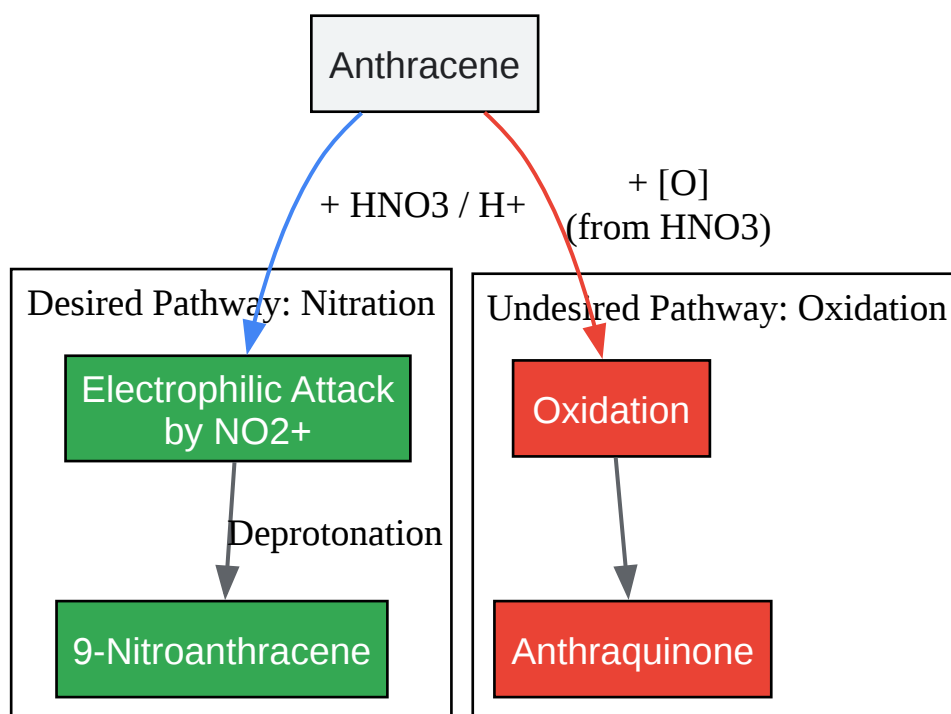 Anthracene
+ HNO3 / H+
+ [O]
(from HNO3)
Desired Pathway: Nitration
Undesired Pathway: Oxidation
Electrophilic Attack
by NO2+
Oxidation
Deprotonation
9-Nitroanthracene
Anthraquinone